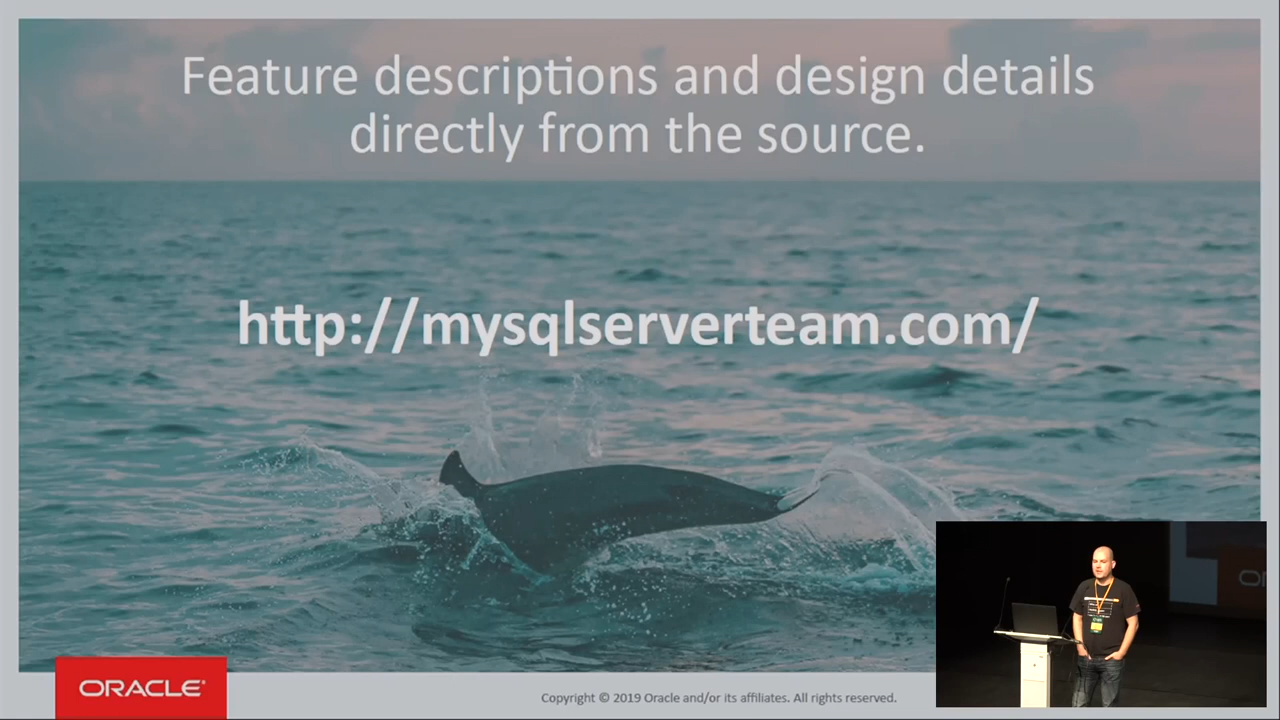 Feature descriptions and design details
directly from the source.
http://mysqlserverteam.com/
ORACLE
Copyright © 2019 Oracle and/or its affiliates. All rights reserved.